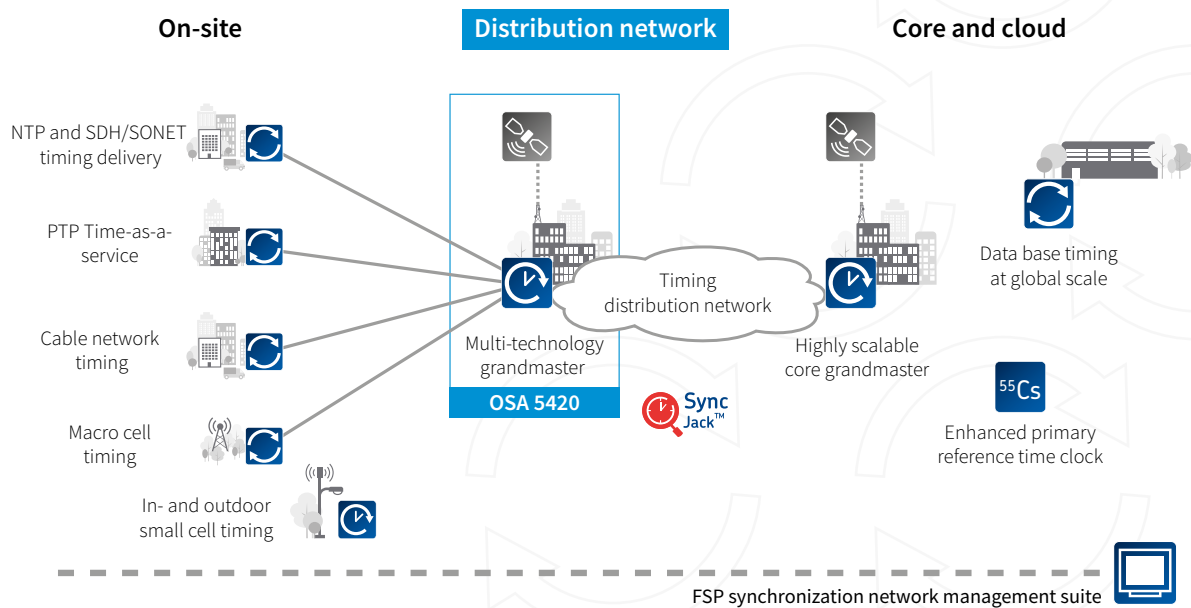 On-site
Distribution network
Core and cloud
NTP and SDH/SONET
timing delivery
PTP Time-as-a-
service
Cable network
timing
Macro cell
timing
In- and outdoor
small cell timing
Multi-technology
grandmaster
OSA 5420
Timing
distribution network
Sync
Jack™
Highly scalable
core grandmaster
Data base timing
at global scale
⁵⁵Cs
Enhanced primary
reference time clock
FSP synchronization network management suite